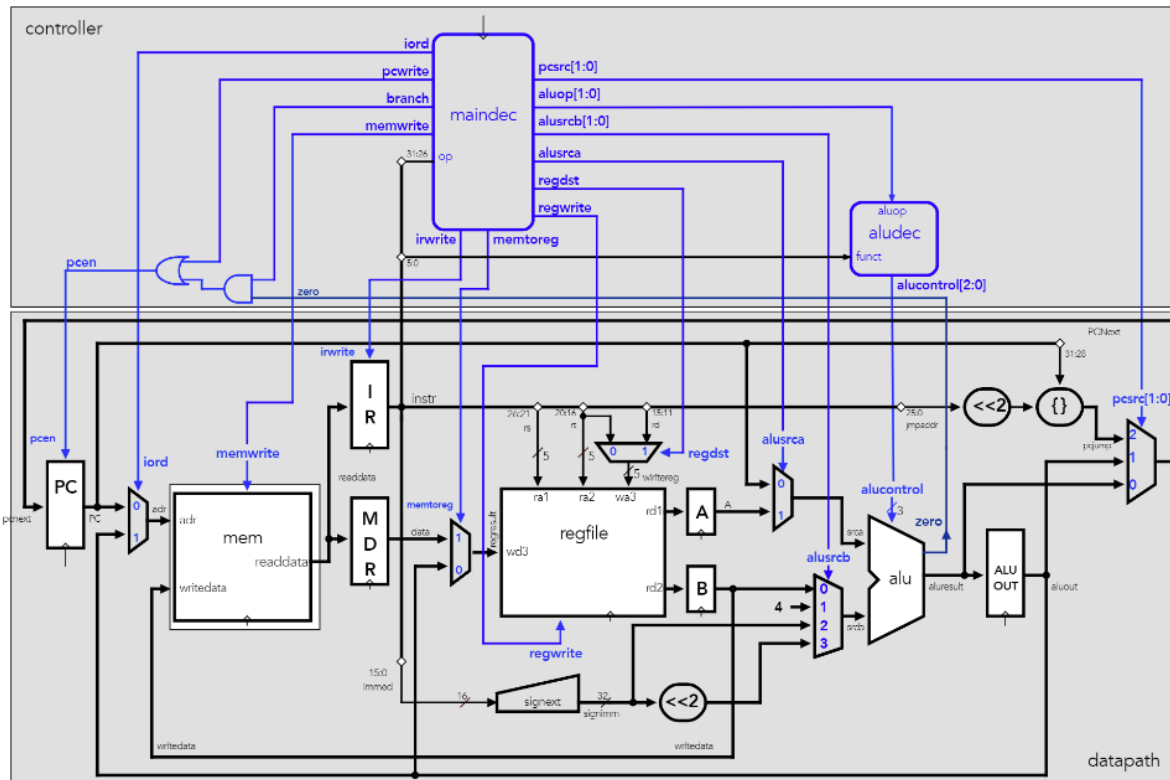 controller
iord
pcwrite
branch
memwrite
maindec
op
31:26
pcsrc[1:0]
aluop[1:0]
alusrcb[1:0]
alusrca
regdst
regwrite
irwrite
memtoreg
5:0
aluop
aludec
funct
alucontrol[2:0]
pcen
zero
PCNext
31:28
irwrite
I
R
instr
20:16
15:11
25:0
jmpaddr
rs
rt
rd
<<2
{}
pcsrc[1:0]
pcjump
2
1
0
pcen
iord
memwrite
readdata
0
1
regdst
alusrca
5
5
5
writereg
PC
pcnext
PC
0
1
adr
adr
mem
readdata
writedata
M
D
R
memtoreg
data
1
0
regresult
ra1
ra2
wa3
wd3
regfile
rd1
rd2
A
A
B
0
1
srca
alucontrol
3
zero
alusrcb
0
1
2
3
4
srcb
alu
aluresult
ALU
OUT
aluout
regwrite
15:0
immed
16
signext
32
signimm
<<2
writedata
writedata
datapath